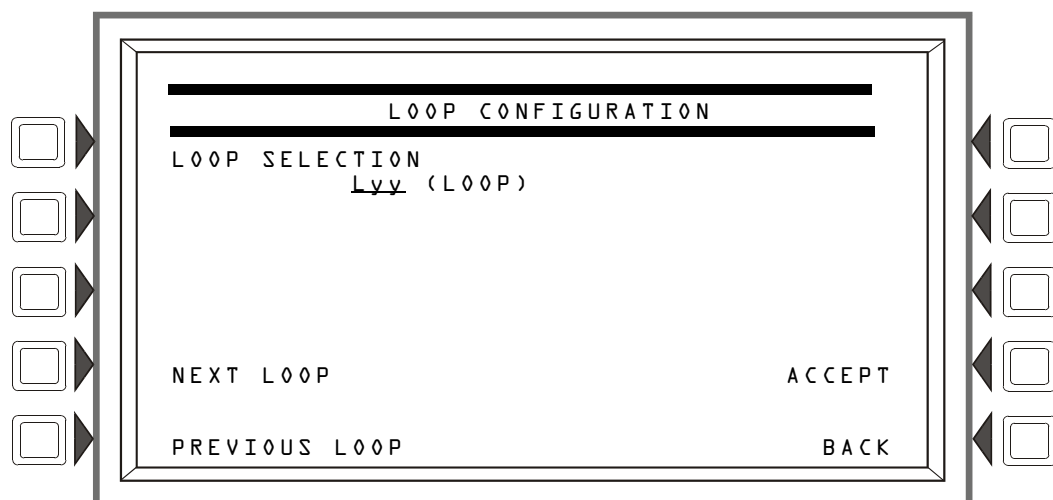 LOOP CONFIGURATION
LOOP SELECTION
Lyy (LOOP)
NEXT LOOP
ACCEPT
PREVIOUS LOOP
BACK